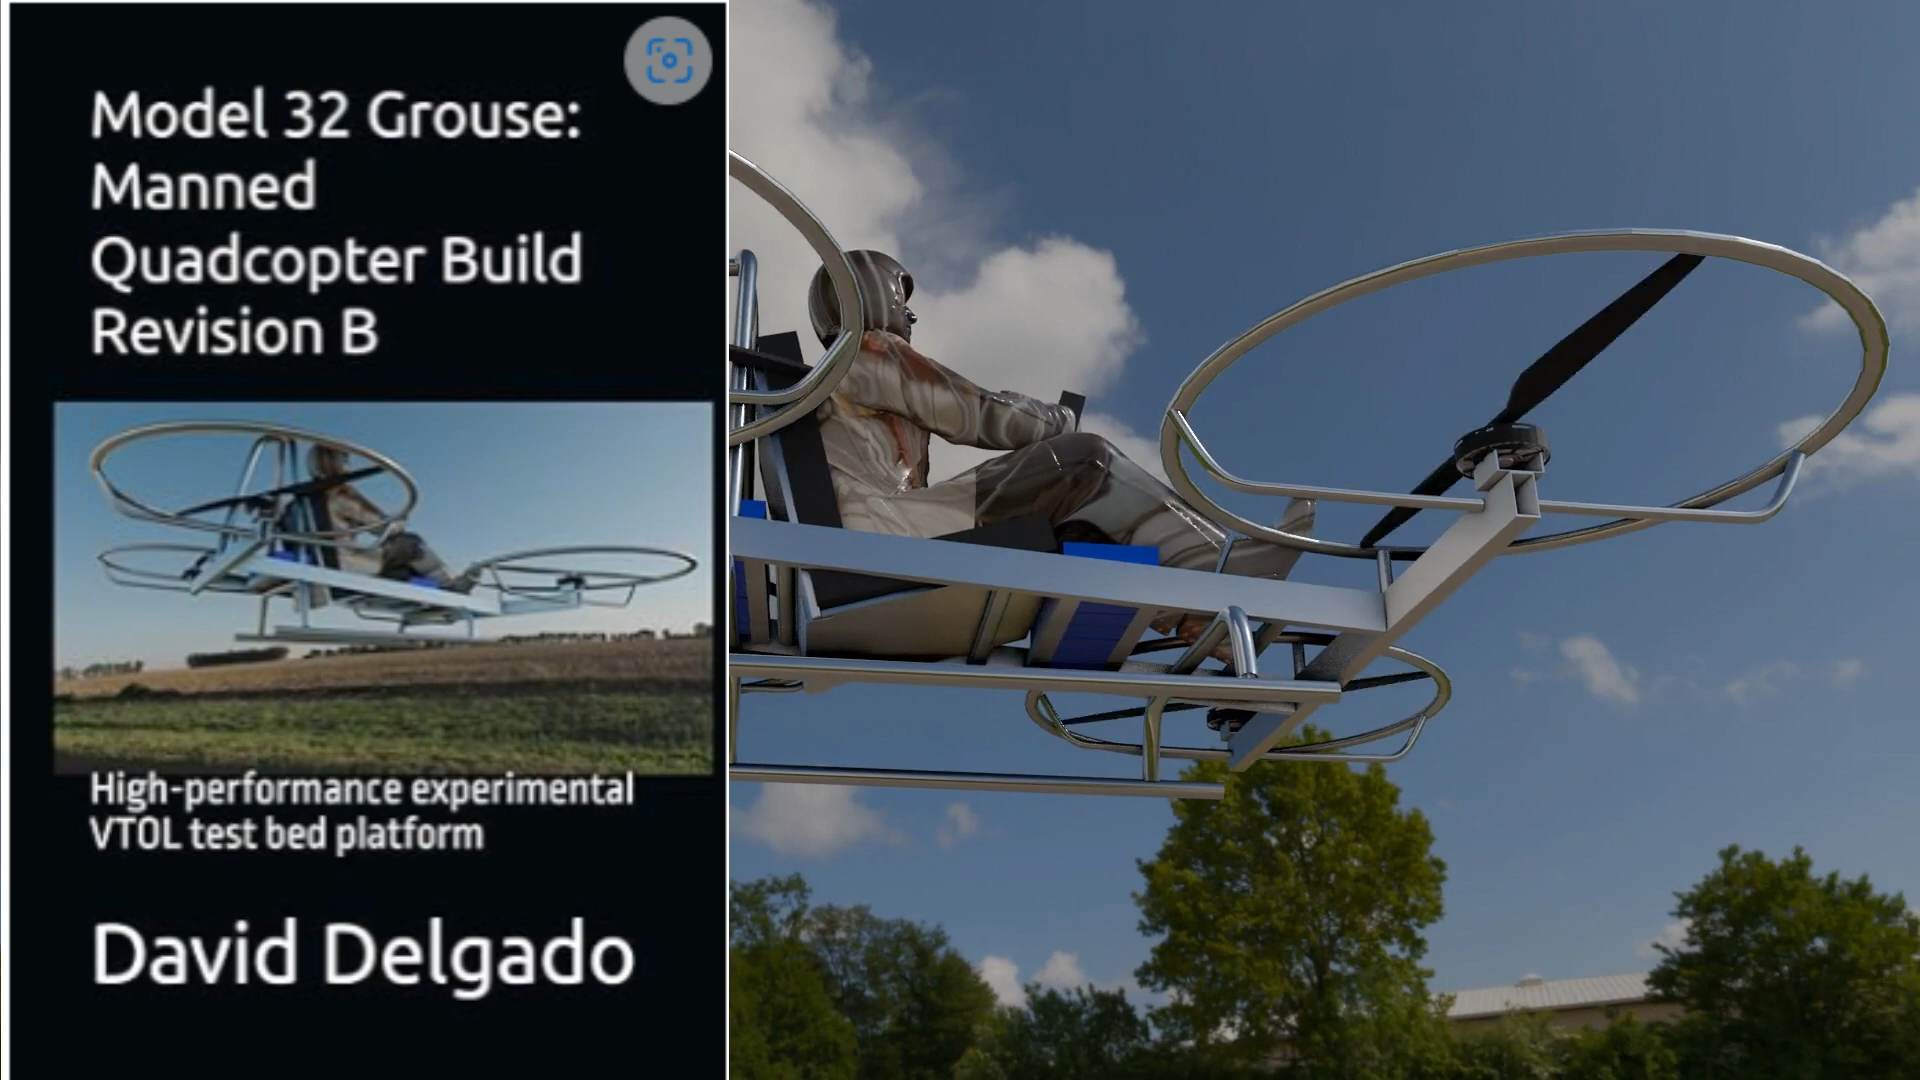 Model 32 Grouse:
Manned
Quadcopter Build
Revision B
High-performance experimental
VTOL test bed platform
David Delgado